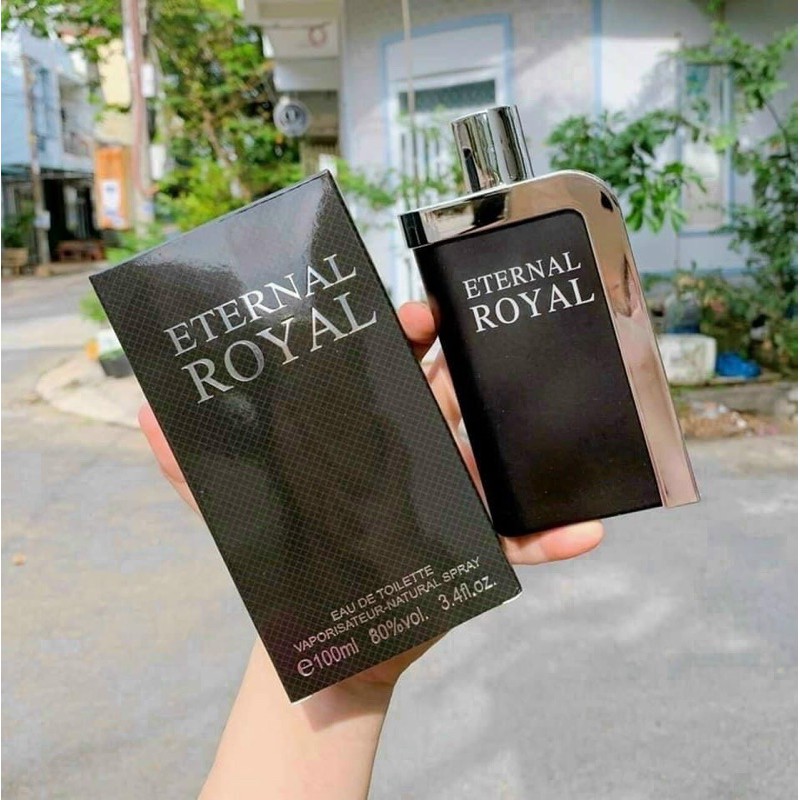 ETERNAL
ROYAL
EAU DE TOILETTE
VAPORISATEUR-NATURAL SPRAY
℮100ml 80%vol. 3.4fl.oz.
ETERNAL
ROYAL